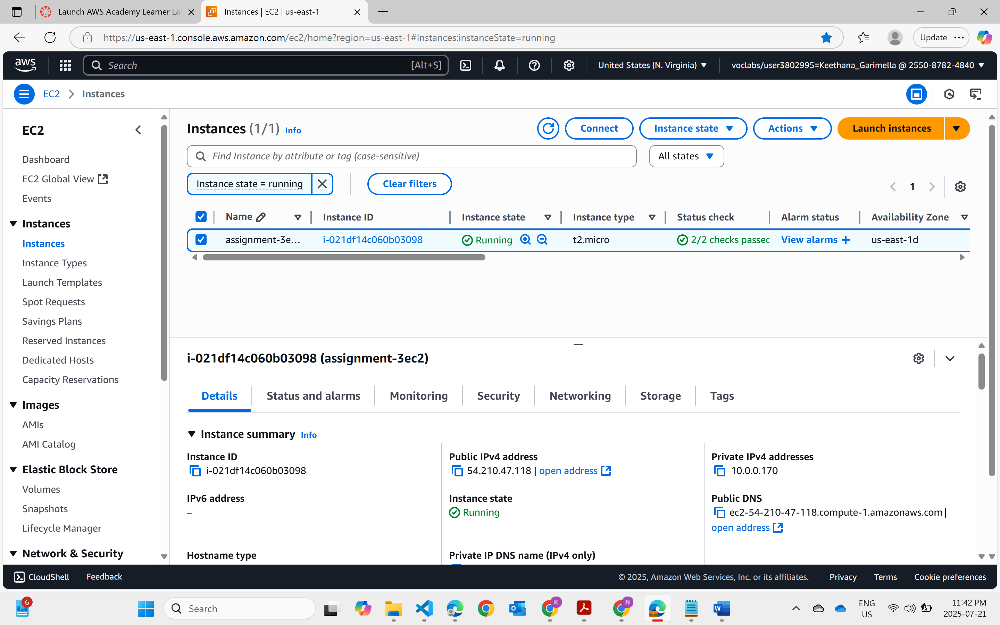 Launch AWS Academy Learner La
Instances | EC2 | us-east-1
https://us-east-1.console.aws.amazon.com/ec2/home?region=us-east-1#Instances:instanceState=running
Update
aws
Search [Alt+S]
United States (N. Virginia)
voclabs/user3802995=Keethana_Garimella @ 2550-8782-4840
EC2 > Instances
EC2
Dashboard
EC2 Global View
Events
Instances
Instances
Instance Types
Launch Templates
Spot Requests
Savings Plans
Reserved Instances
Dedicated Hosts
Capacity Reservations
Images
AMIs
AMI Catalog
Elastic Block Store
Volumes
Snapshots
Lifecycle Manager
Network & Security
Instances (1/1) Info
Connect
Instance state
Actions
Launch instances
Find Instance by attribute or tag (case-sensitive)
All states
Instance state = running
Clear filters
1
Name Instance ID Instance state Instance type Status check Alarm status Availability Zone
assignment-3e... i-021df14c060b03098 Running t2.micro 2/2 checks passec View alarms + us-east-1d
i-021df14c060b03098 (assignment-3ec2)
Details Status and alarms Monitoring Security Networking Storage Tags
Instance summary Info
Instance ID
i-021df14c060b03098
Public IPv4 address
54.210.47.118 | open address
Private IPv4 addresses
10.0.0.170
IPv6 address
–
Instance state
Running
Public DNS
ec2-54-210-47-118.compute-1.amazonaws.com |
open address
Hostname type
Private IP DNS name (IPv4 only)
CloudShell Feedback
© 2025, Amazon Web Services, Inc. or its affiliates. Privacy Terms Cookie preferences
6
Search
K
N
ENG
US
11:42 PM
2025-07-21